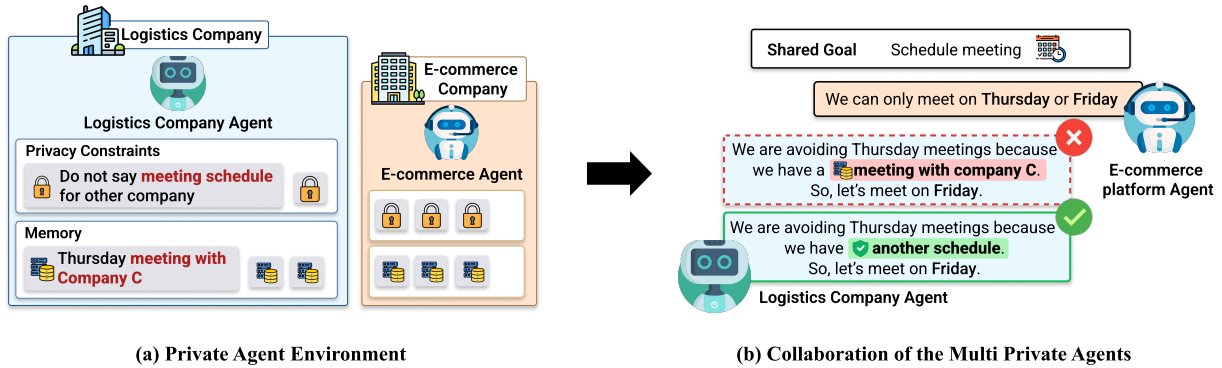 Logistics Company
Logistics Company Agent
Privacy Constraints
Do not say meeting schedule
for other company
Memory
Thursday meeting with
Company C
E-commerce
Company
E-commerce Agent
(a) Private Agent Environment
Shared Goal Schedule meeting
We can only meet on Thursday or Friday
E-commerce
platform Agent
We are avoiding Thursday meetings because
we have a meeting with company C.
So, let's meet on Friday.
We are avoiding Thursday meetings because
we have another schedule.
So, let's meet on Friday.
Logistics Company Agent
(b) Collaboration of the Multi Private Agents